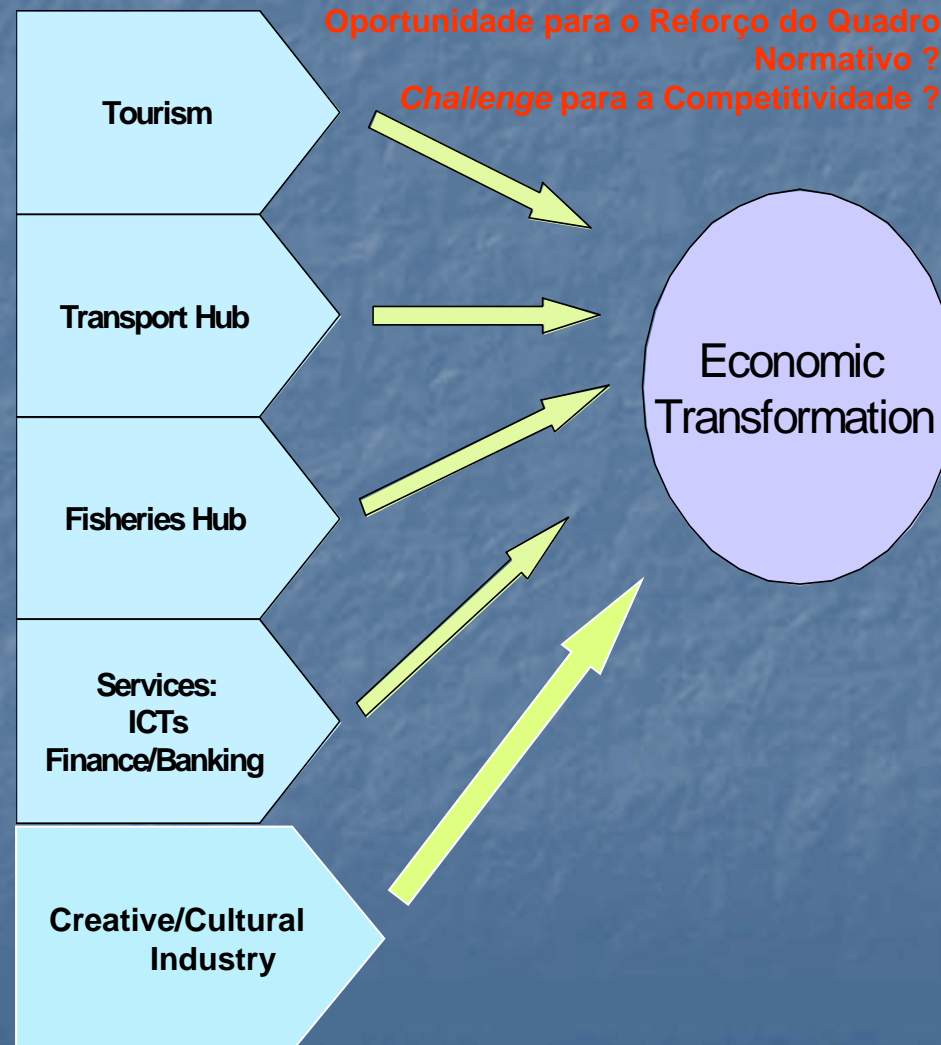 Oportunidade para o Reforço do Quadro
Normativo ?
Challenge para a Competitividade ?
Tourism
Transport Hub
Fisheries Hub
Services:
ICTs
Finance/Banking
Creative/Cultural
Industry
Economic
Transformation